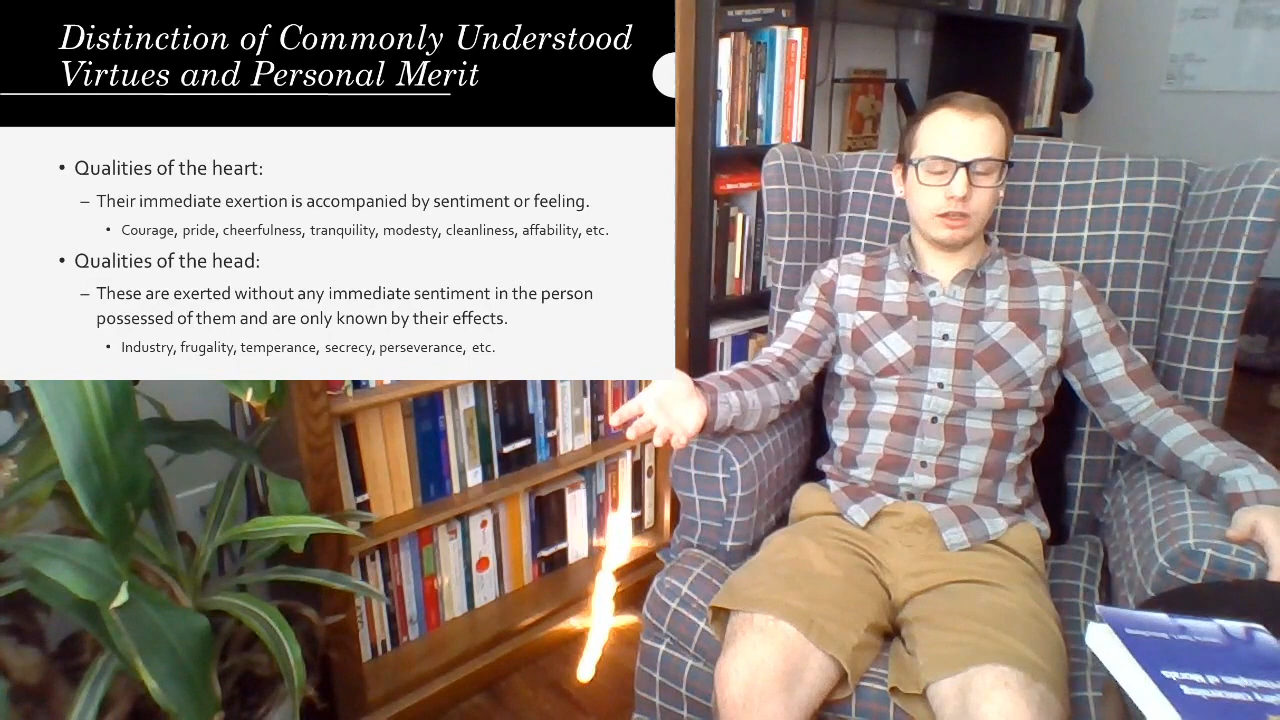 Distinction of Commonly Understood
Virtues and Personal Merit
• Qualities of the heart:
– Their immediate exertion is accompanied by sentiment or feeling.
• Courage, pride, cheerfulness, tranquility, modesty, cleanliness, affability, etc.
• Qualities of the head:
– These are exerted without any immediate sentiment in the person
possessed of them and are only known by their effects.
• Industry, frugality, temperance, secrecy, perseverance, etc.